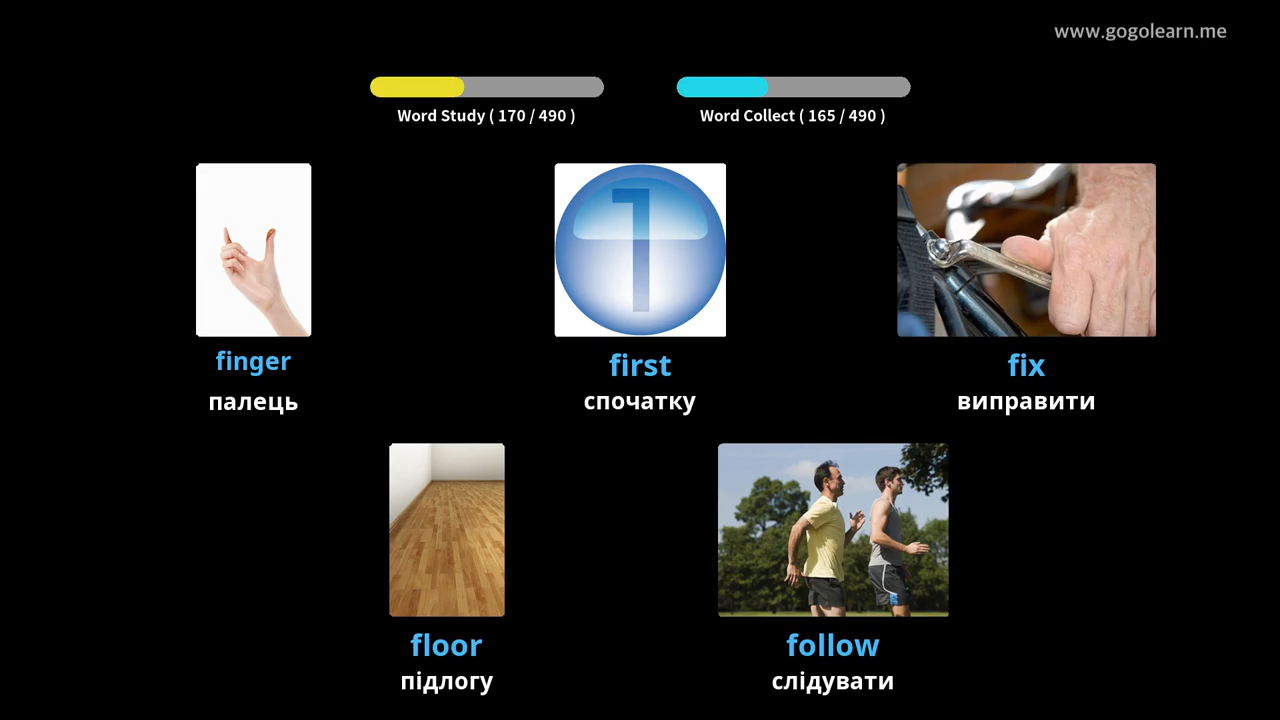 www.gogolearn.me
Word Study ( 170 / 490 )
Word Collect ( 165 / 490 )
1
finger
палець
first
спочатку
fix
виправити
floor
підлогу
follow
слідувати